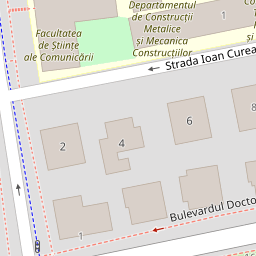 Departamentul
de Construcții
Metalice
și Mecanica
Construcțiilor
Facultatea
de Științe
ale Comunicării
1
Strada Ioan Curea
6
8
4
2
Bulevardul Docto
1